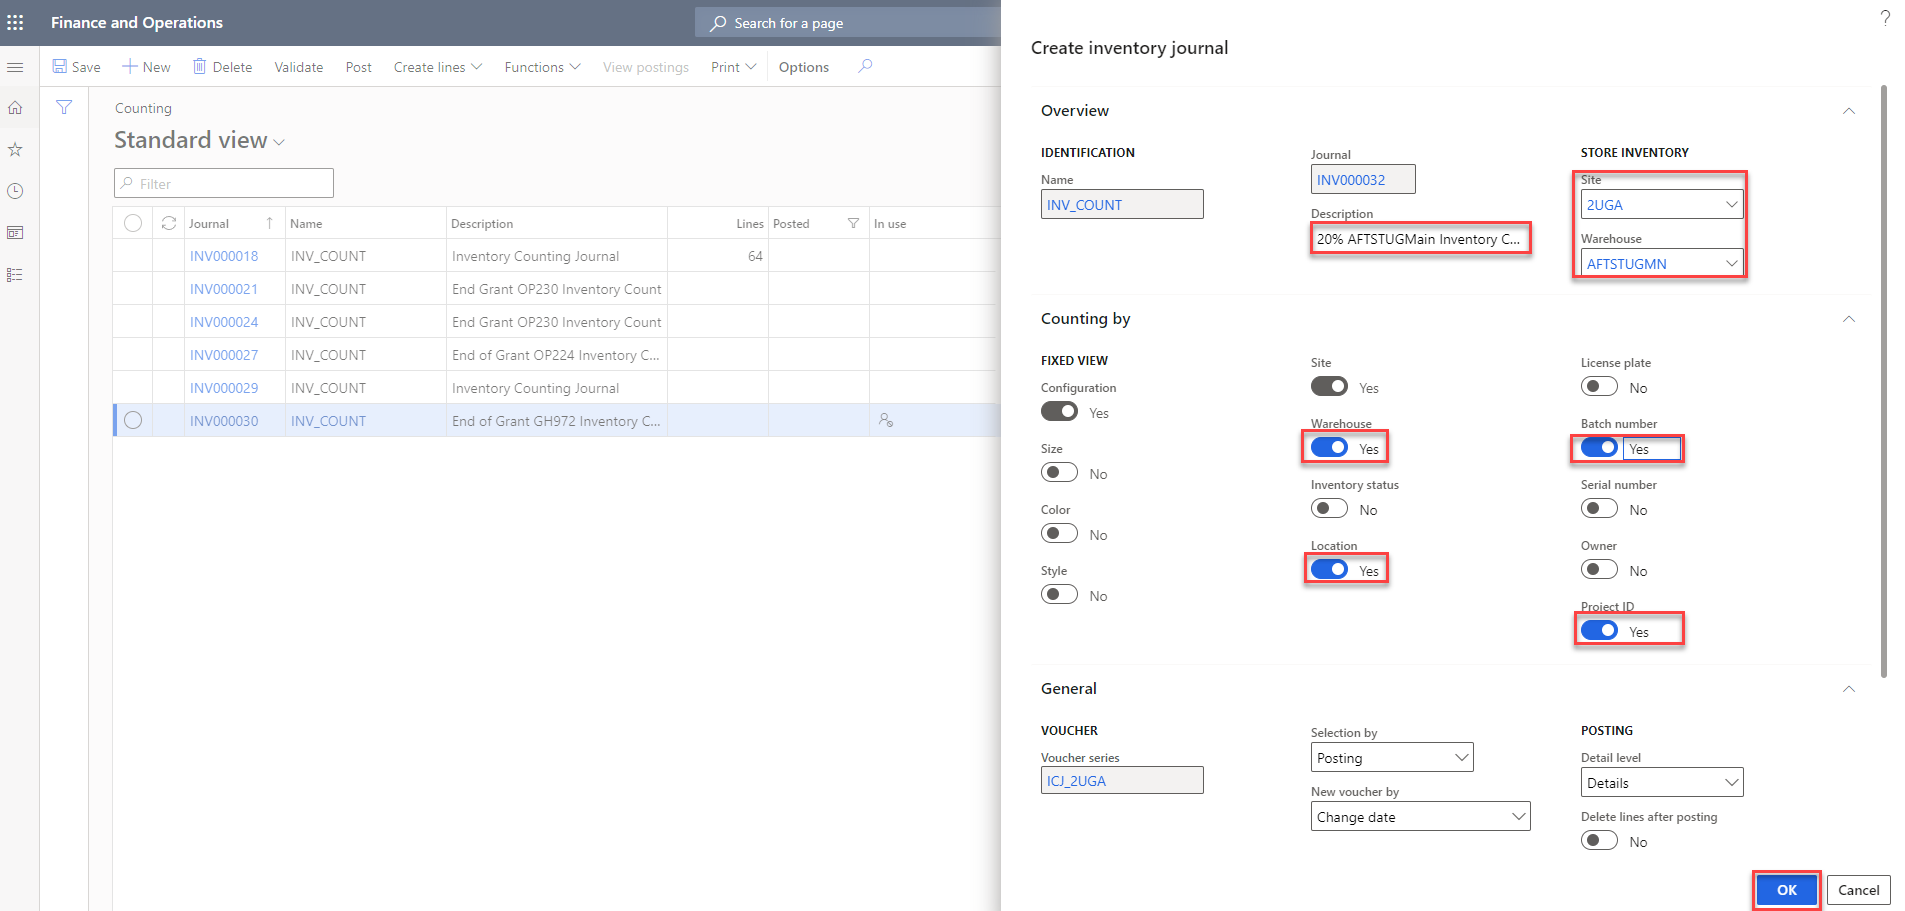 Finance and Operations
Search for a page
?
Save
New
Delete
Validate
Post
Create lines
Functions
View postings
Print
Options
Counting
Standard view
Filter
Journal
Name
Description
Lines
Posted
In use
INV000018 INV_COUNT Inventory Counting Journal 64
INV000021 INV_COUNT End Grant OP230 Inventory Count
INV000024 INV_COUNT End Grant OP230 Inventory Count
INV000027 INV_COUNT End of Grant OP224 Inventory C...
INV000029 INV_COUNT Inventory Counting Journal
INV000030 INV_COUNT End of Grant GH972 Inventory C...
Create inventory journal
Overview
IDENTIFICATION
Name
INV_COUNT
Journal
INV000032
Description
20% AFTSTUGMain Inventory C...
STORE INVENTORY
Site
2UGA
Warehouse
AFTSTUGMN
Counting by
FIXED VIEW
Configuration
Yes
Size
No
Color
No
Style
No
Site
Yes
Warehouse
Yes
Inventory status
No
Location
Yes
License plate
No
Batch number
Yes
Serial number
No
Owner
No
Project ID
Yes
General
VOUCHER
Voucher series
ICJ_2UGA
Selection by
Posting
New voucher by
Change date
POSTING
Detail level
Details
Delete lines after posting
No
OK
Cancel